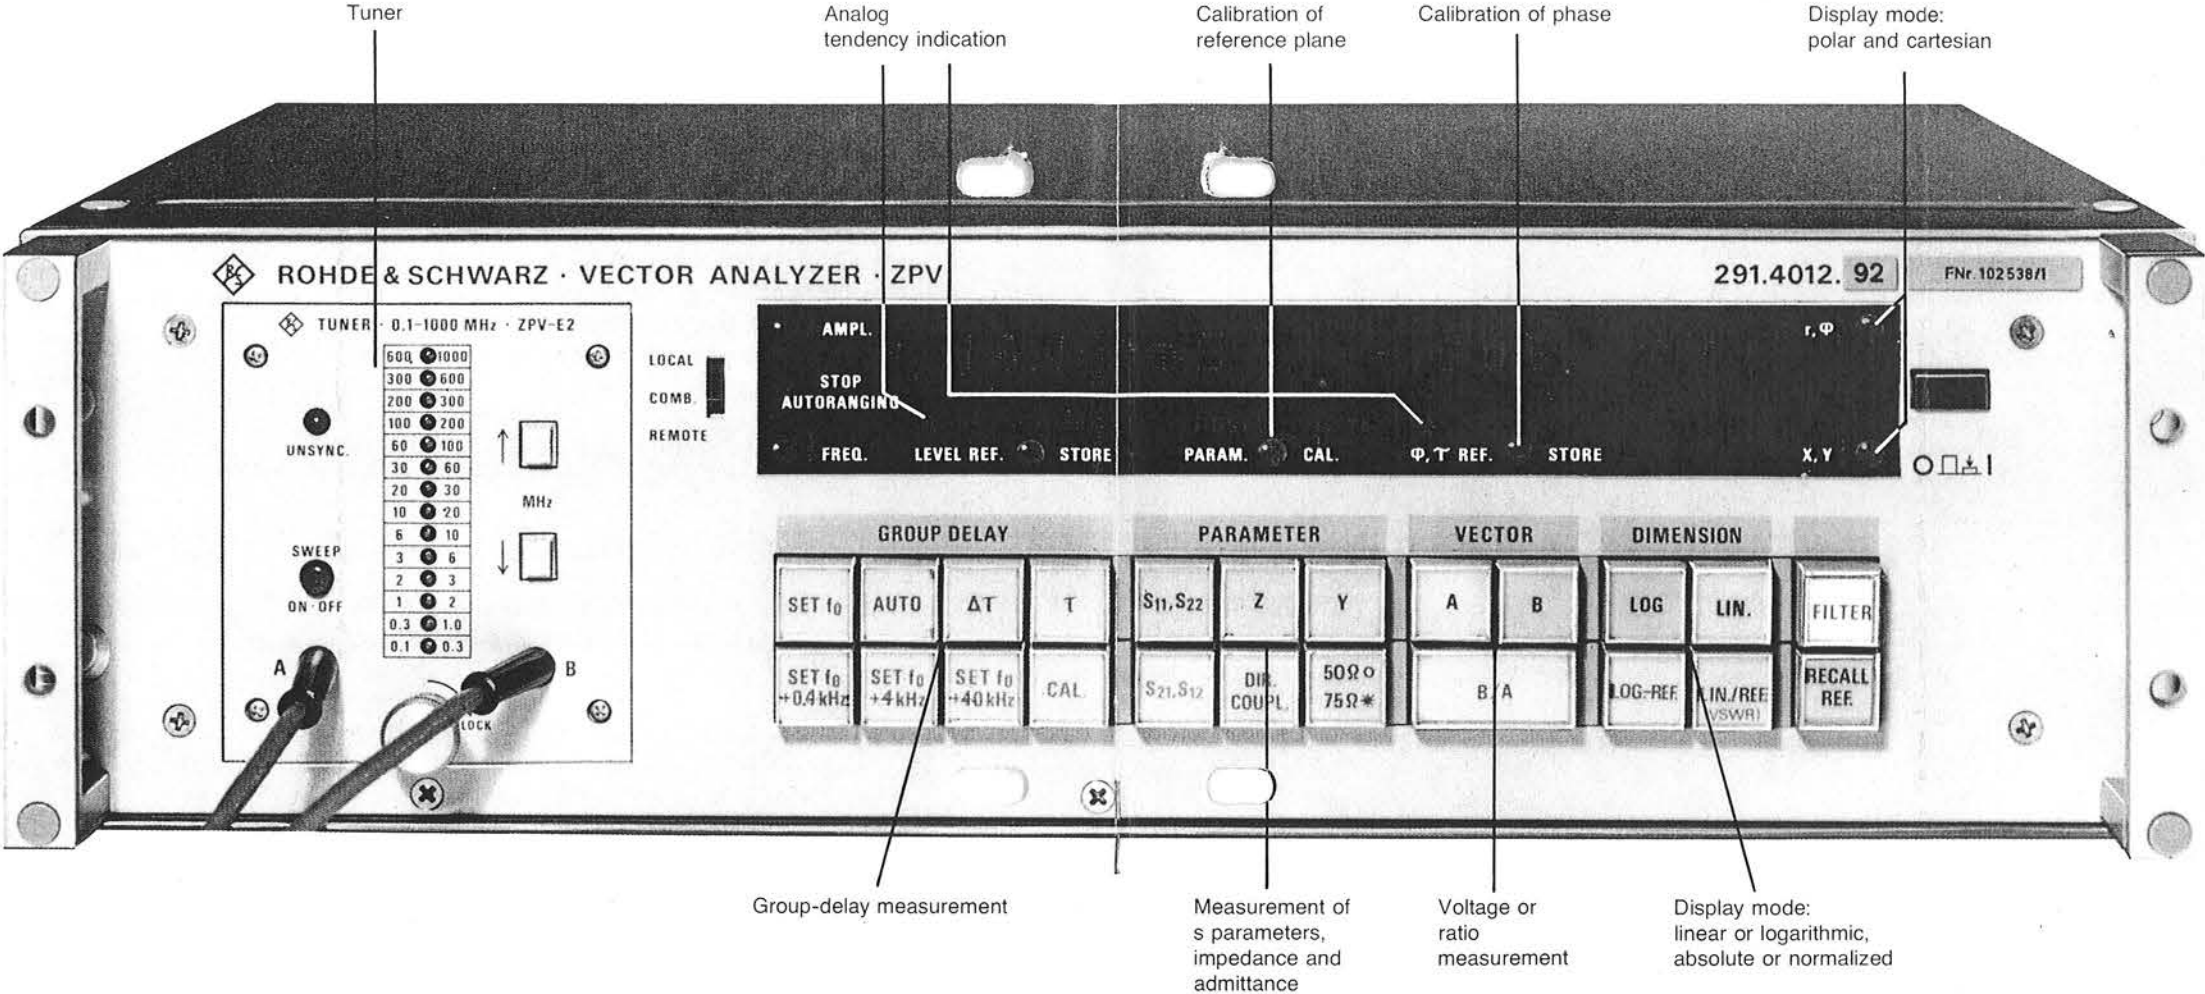 Tuner
Analog
tendency indication
Calibration of
reference plane
Calibration of phase
Display mode:
polar and cartesian
ROHDE & SCHWARZ · VECTOR ANALYZER · ZPV
291.4012. 92
FNr. 102538/1
TUNER · 0.1-1000 MHz · ZPV-E2
600 1000
300 600
200 300
100 200
60 100
30 60
20 30
10 20
6 10
3 6
2 3
1 2
0.3 1.0
0.1 0.3
UNSYNC.
SWEEP
ON·OFF
MHz
A
B
LOCK
LOCAL
COMB.
REMOTE
AMPL.
STOP
AUTORANGING
FREQ.
LEVEL REF.
STORE
PARAM.
CAL.
Φ,τ REF.
STORE
r,Φ
X,Y
GROUP DELAY
PARAMETER
VECTOR
DIMENSION
SET f0
AUTO
Δτ
τ
S11,S22
Z
Y
A
B
LOG
LIN.
FILTER
SET f0
+0.4 kHz
SET f0
+4 kHz
SET f0
+40 kHz
CAL.
S21,S12
DIR.
COUPL.
50Ω o
75Ω *
B/A
LOG-REF.
LIN./REF.
(VSWR)
RECALL
REF.
Group-delay measurement
Measurement of
s parameters,
impedance and
admittance
Voltage or
ratio
measurement
Display mode:
linear or logarithmic,
absolute or normalized